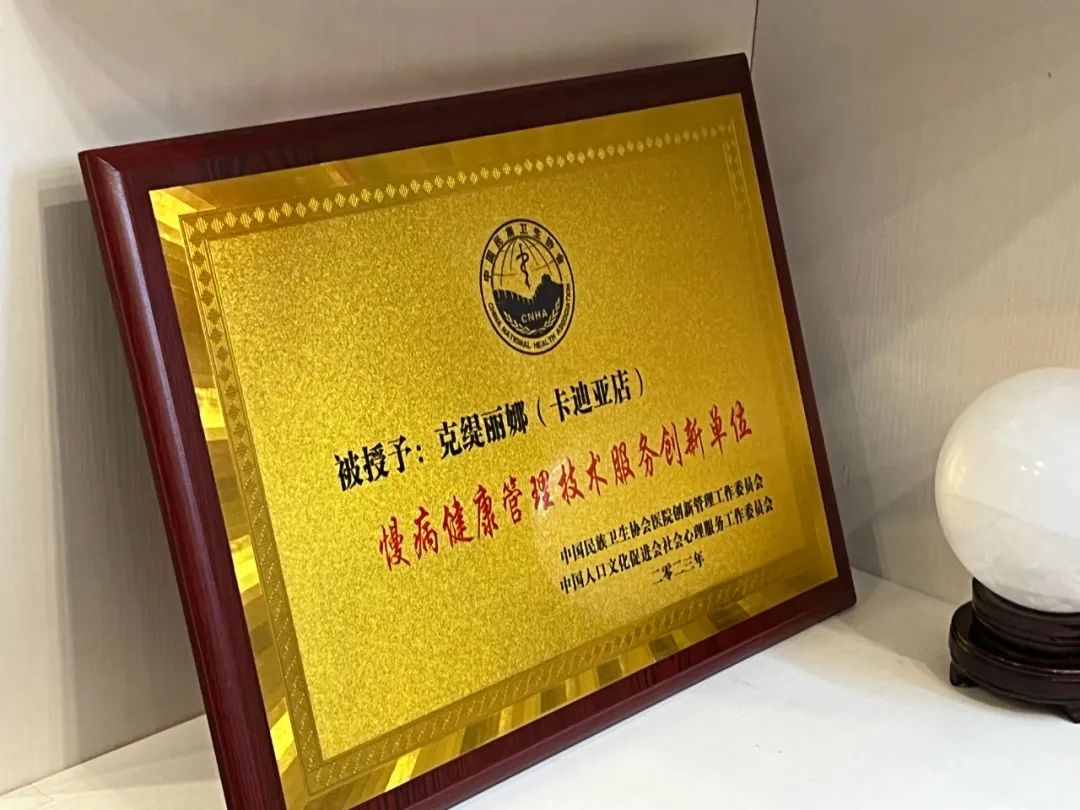 中国民族卫生协会
CNHA
CHINA NATIONAL HEALTH ASSOCIATION
被授予：克缇丽娜（卡迪亚店）
慢病健康管理技术服务创新单位
中国民族卫生协会医院创新管理工作委员会
中国人口文化促进会社会心理服务工作委员会
二零二三年